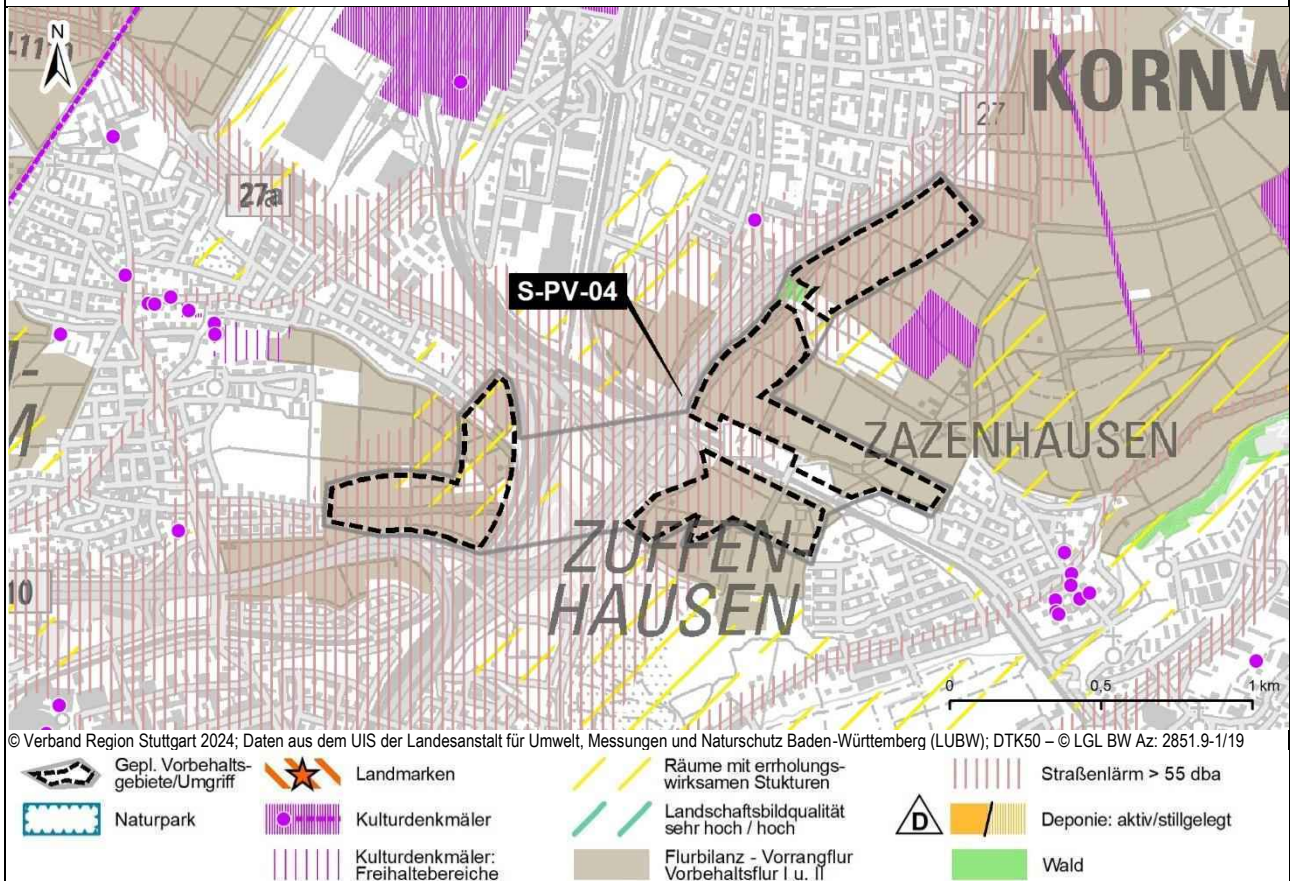 N
KORNW
27
27a
S-PV-04
ZAZENHAUSEN
ZUFFEN-
HAUSEN
10
0 0,5 1 km
© Verband Region Stuttgart 2024; Daten aus dem UIS der Landesanstalt für Umwelt, Messungen und Naturschutz Baden-Württemberg (LUBW); DTK50 – © LGL BW Az: 2851.9-1/19
Gepl. Vorbehalts-
gebiete/Umgriff
Naturpark
Landmarken
Kulturdenkmäler
Kulturdenkmäler:
Freihaltebereiche
Räume mit errholungs-
wirksamen Stukturen
Landschaftsbildqualität
sehr hoch / hoch
Flurbilanz - Vorrangflur
Vorbehaltsflur I u. II
Straßenlärm > 55 dba
D
Deponie: aktiv/stillgelegt
Wald